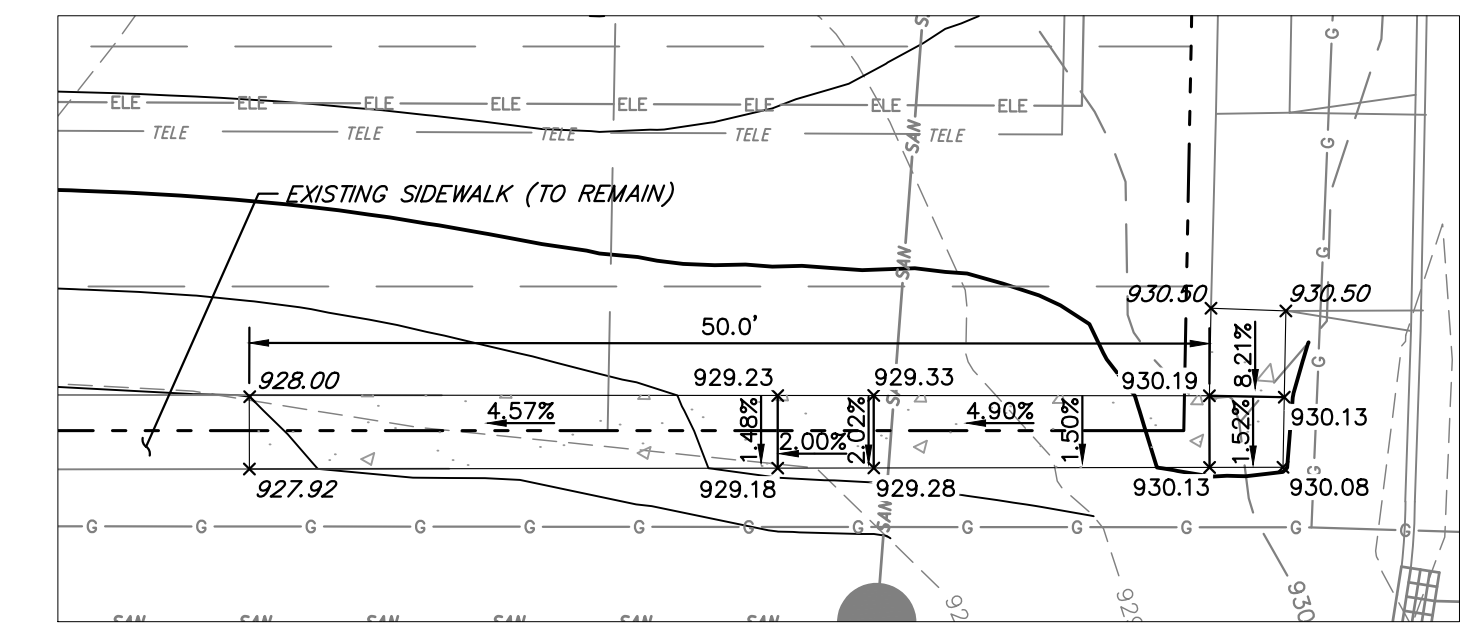 SAN
ELE ELE ELE ELE ELE ELE ELE ELE
TELE TELE TELE TELE TELE
SAN
G
G
EXISTING SIDEWALK (TO REMAIN)
SAN
G
930.50 930.50
50.0'
8.21%
G
928.00 929.23 929.33 930.19
SAN
4.57% 1.48% 2.00% 2.02% 4.90% 1.50% 1.52%
930.13
G
927.92 929.18 929.28 930.13 930.08
SAN
G G G G G G G G G G G G G
930
SAN SAN SAN SAN SAN SAN